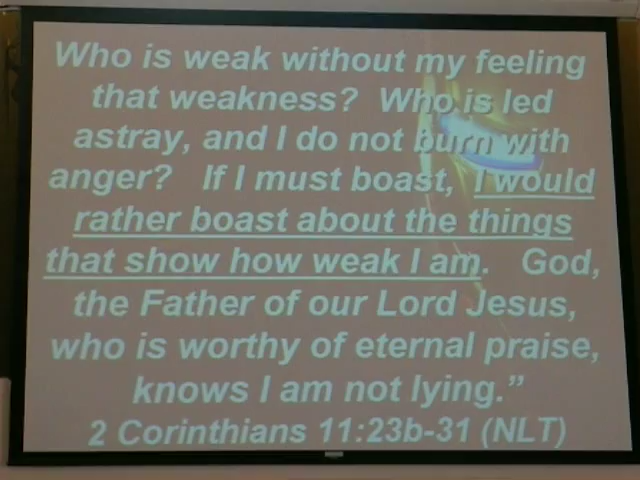 Who is weak without my feeling
that weakness?  Who is led
astray, and I do not burn with
anger?  If I must boast, I would
rather boast about the things
that show how weak I am.  God,
the Father of our Lord Jesus,
who is worthy of eternal praise,
knows I am not lying.”
2 Corinthians 11:23b-31 (NLT)